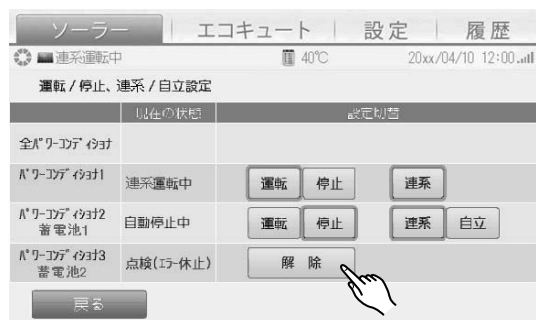 ソーラー エコキュート 設定 履歴
連系運転中 40℃ 20xx/04/10 12:00
運転/停止、連系/自立設定
現在の状態 設定切替
全ﾊﾟﾜｰｺﾝﾃﾞｨｼｮﾅ
ﾊﾟﾜｰｺﾝﾃﾞｨｼｮﾅ1 連系運転中 運転 停止 連系
ﾊﾟﾜｰｺﾝﾃﾞｨｼｮﾅ2
蓄電池1 自動停止中 運転 停止 連系 自立
ﾊﾟﾜｰｺﾝﾃﾞｨｼｮﾅ3
蓄電池2 点検(ｴﾗｰ休止) 解除
戻る